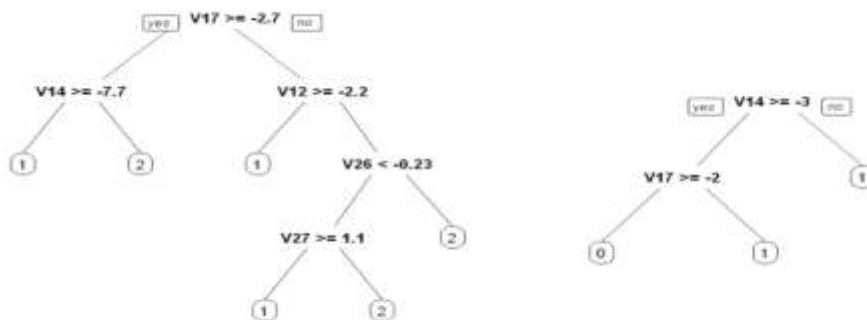 yes V17 >= -2.7 no
V14 >= -7.7 V12 >= -2.2
1 2 1 V26 < -0.23
V27 >= 1.1 2
1 2
yes V14 >= -3 no
V17 >= -2 1
0 1